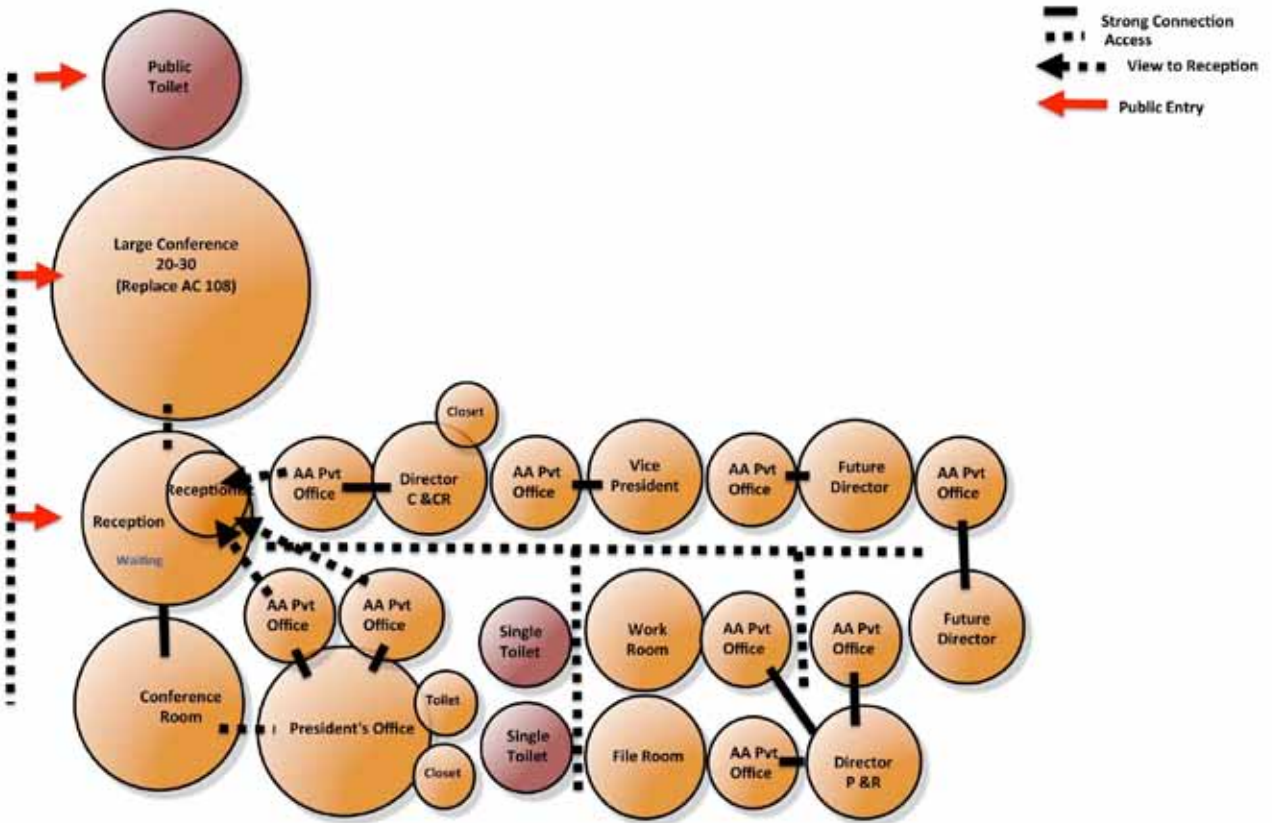 Strong Connection
Access
View to Reception
Public Entry
Public
Toilet
Large Conference
20-30
(Replace AC 108)
Closet
Reception
AA Pvt
Office
Director
C &CR
AA Pvt
Office
Vice
President
AA Pvt
Office
Future
Director
AA Pvt
Office
Reception
Waiting
AA Pvt
Office
AA Pvt
Office
Single
Toilet
Work
Room
AA Pvt
Office
AA Pvt
Office
Future
Director
Conference
Room
President's Office
Toilet
Closet
Single
Toilet
File Room
AA Pvt
Office
Director
P &R